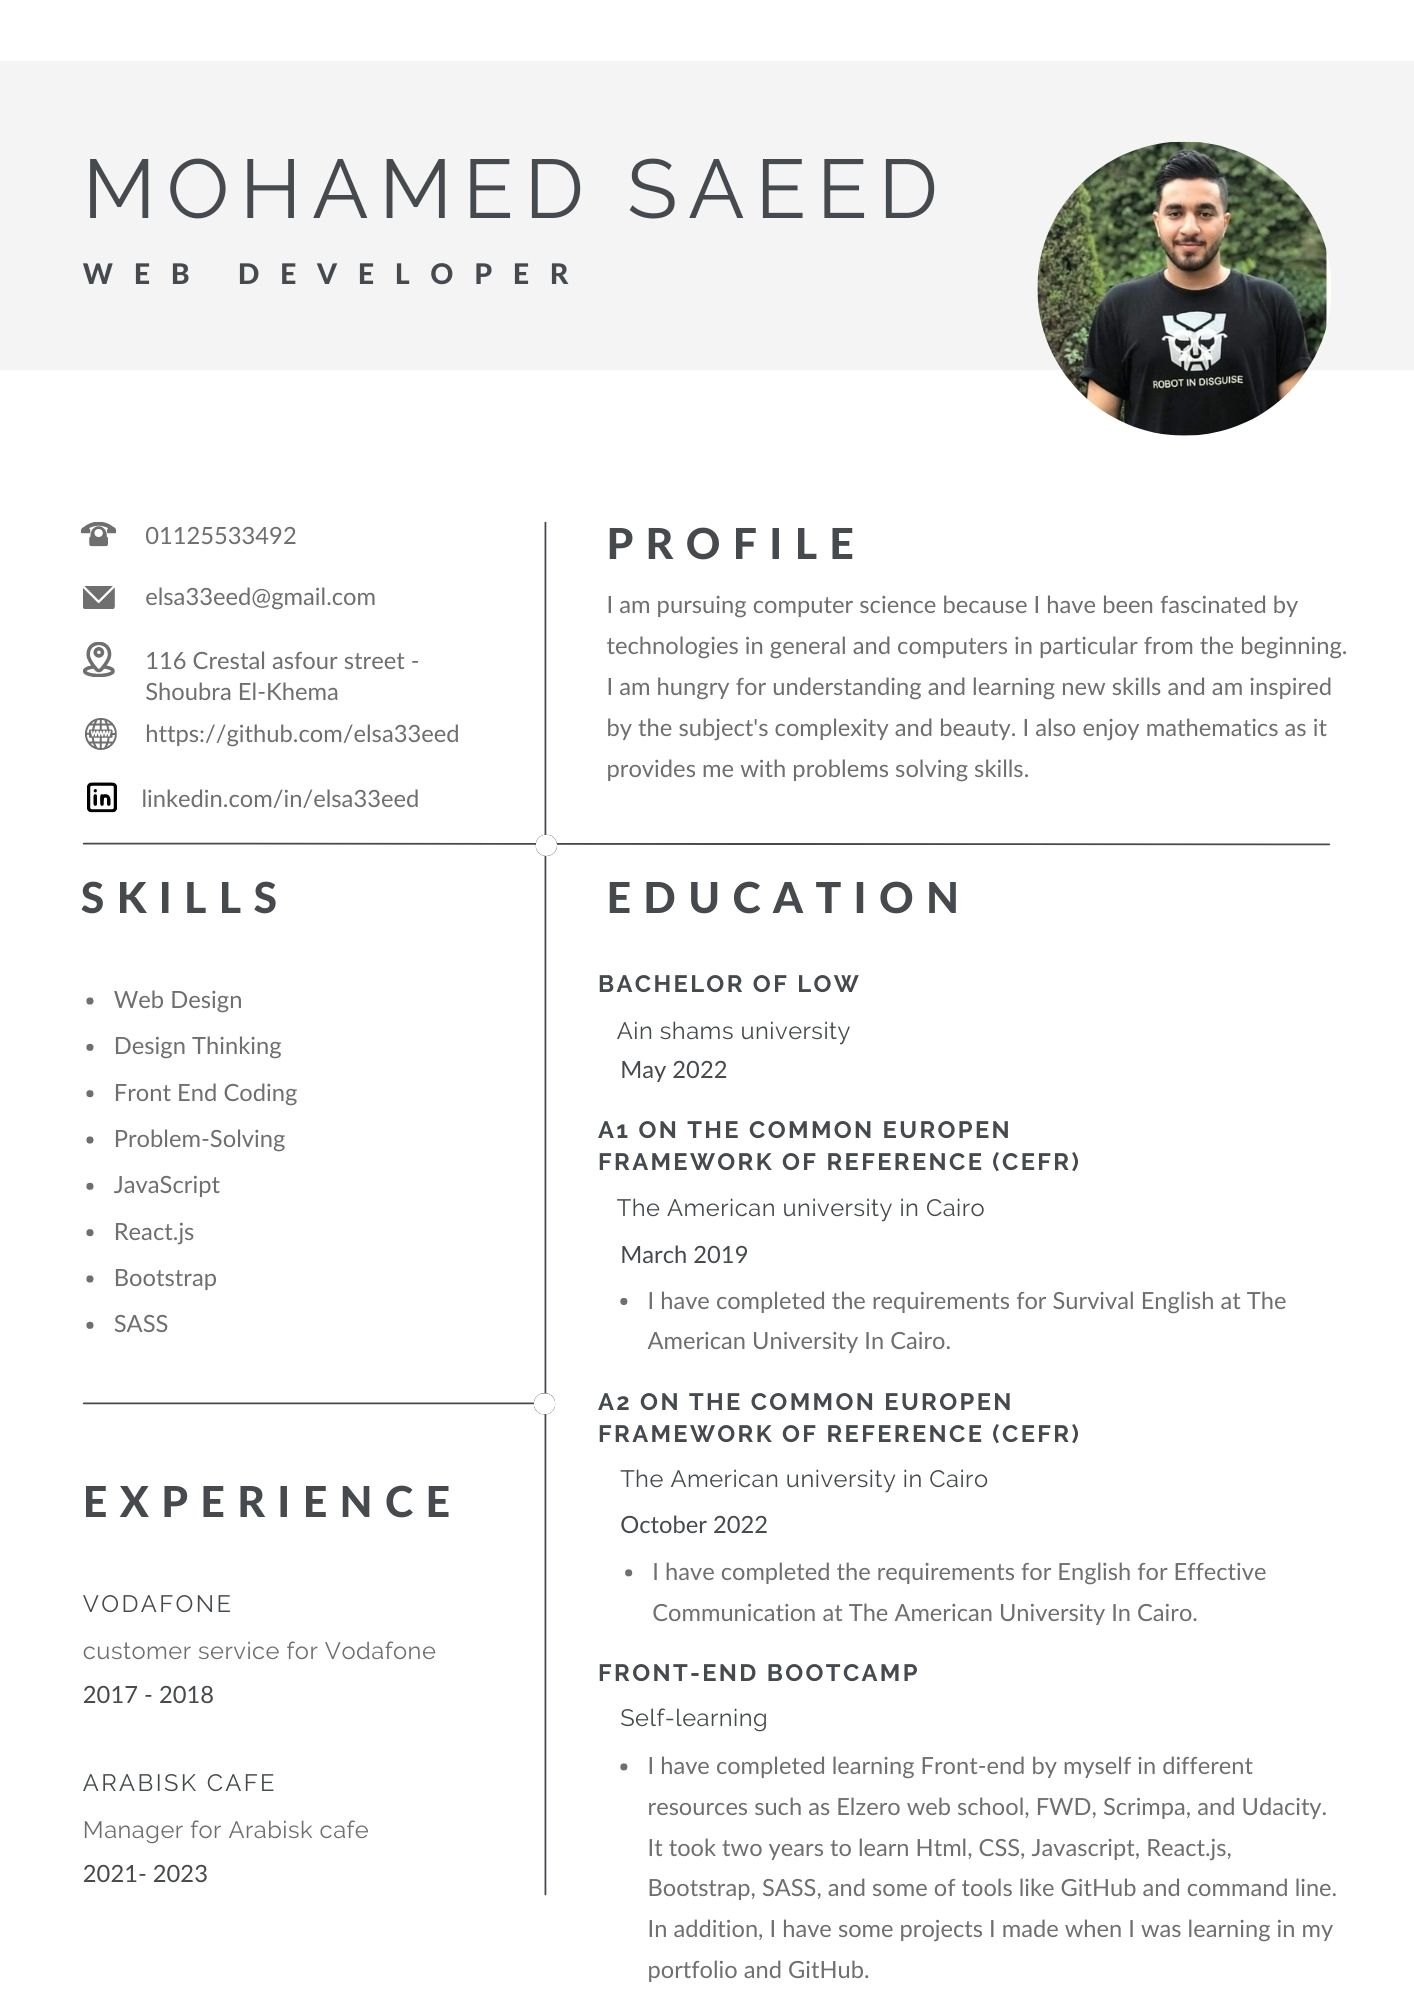 MOHAMED SAEED
WEB DEVELOPER
ROBOT IN DISGUISE
01125533492
elsa33eed@gmail.com
116 Crestal asfour street -
Shoubra El-Khema
https://github.com/elsa33eed
linkedin.com/in/elsa33eed
PROFILE
I am pursuing computer science because I have been fascinated by
technologies in general and computers in particular from the beginning.
I am hungry for understanding and learning new skills and am inspired
by the subject's complexity and beauty. I also enjoy mathematics as it
provides me with problems solving skills.
SKILLS
• Web Design
• Design Thinking
• Front End Coding
• Problem-Solving
• JavaScript
• React.js
• Bootstrap
• SASS
EXPERIENCE
VODAFONE
customer service for Vodafone
2017 - 2018
ARABISK CAFE
Manager for Arabisk cafe
2021- 2023
EDUCATION
BACHELOR OF LOW
Ain shams university
May 2022
A1 ON THE COMMON EUROPEN
FRAMEWORK OF REFERENCE (CEFR)
The American university in Cairo
March 2019
• I have completed the requirements for Survival English at The
American University In Cairo.
A2 ON THE COMMON EUROPEN
FRAMEWORK OF REFERENCE (CEFR)
The American university in Cairo
October 2022
• I have completed the requirements for English for Effective
Communication at The American University In Cairo.
FRONT-END BOOTCAMP
Self-learning
• I have completed learning Front-end by myself in different
resources such as Elzero web school, FWD, Scrimpa, and Udacity.
It took two years to learn Html, CSS, Javascript, React.js,
Bootstrap, SASS, and some of tools like GitHub and command line.
In addition, I have some projects I made when I was learning in my
portfolio and GitHub.